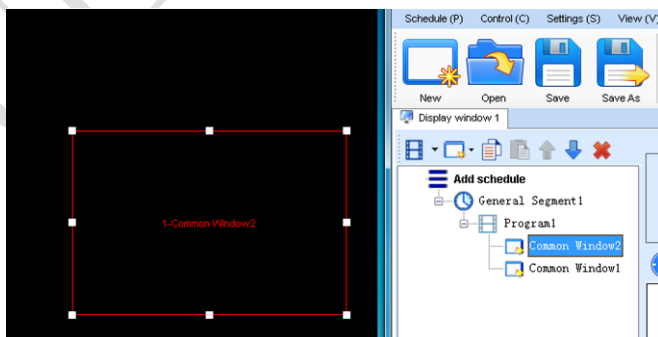 Schedule (P) Control (C) Settings (S) View (V)
New Open Save Save As
Display window 1
Add schedule
General Segment1
Program1
Common Window2
Common Window1
1-Common Window2